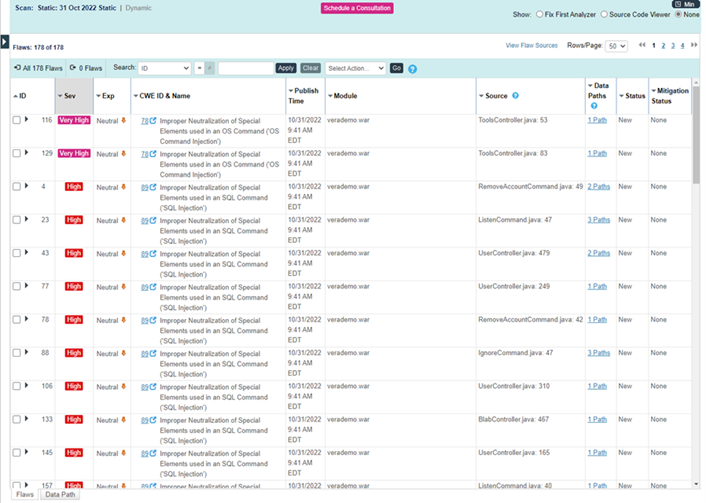 Scan: Static: 31 Oct 2022 Static | Dynamic
Schedule a Consultation
Min
Show: Fix First Analyzer Source Code Viewer None
Flaws: 178 of 178
View Flaw Sources Rows/Page: 50 1 2 3 4
All 178 Flaws 0 Flaws Search: ID = Apply Clear Select Action... Go
ID Sev Exp CWE ID & Name Publish Time Module Source Data Paths Status Mitigation Status
116 Very High Neutral 78 Improper Neutralization of Special 10/31/2022 verademo.war ToolsController.java: 53 1 Path New None
Elements used in an OS Command ('OS 9:41 AM
Command Injection') EDT
129 Very High Neutral 78 Improper Neutralization of Special 10/31/2022 verademo.war ToolsController.java: 83 1 Path New None
Elements used in an OS Command ('OS 9:41 AM
Command Injection') EDT
4 High Neutral 89 Improper Neutralization of Special 10/31/2022 verademo.war RemoveAccountCommand.java: 49 2 Paths New None
Elements used in an SQL Command 9:41 AM
('SQL Injection') EDT
23 High Neutral 89 Improper Neutralization of Special 10/31/2022 verademo.war ListenCommand.java: 47 3 Paths New None
Elements used in an SQL Command 9:41 AM
('SQL Injection') EDT
43 High Neutral 89 Improper Neutralization of Special 10/31/2022 verademo.war UserController.java: 479 2 Paths New None
Elements used in an SQL Command 9:41 AM
('SQL Injection') EDT
77 High Neutral 89 Improper Neutralization of Special 10/31/2022 verademo.war UserController.java: 249 1 Path New None
Elements used in an SQL Command 9:41 AM
('SQL Injection') EDT
78 High Neutral 89 Improper Neutralization of Special 10/31/2022 verademo.war RemoveAccountCommand.java: 42 1 Path New None
Elements used in an SQL Command 9:41 AM
('SQL Injection') EDT
88 High Neutral 89 Improper Neutralization of Special 10/31/2022 verademo.war IgnoreCommand.java: 47 3 Paths New None
Elements used in an SQL Command 9:41 AM
('SQL Injection') EDT
106 High Neutral 89 Improper Neutralization of Special 10/31/2022 verademo.war UserController.java: 310 1 Path New None
Elements used in an SQL Command 9:41 AM
('SQL Injection') EDT
133 High Neutral 89 Improper Neutralization of Special 10/31/2022 verademo.war BlabController.java: 467 1 Path New None
Elements used in an SQL Command 9:41 AM
('SQL Injection') EDT
145 High Neutral 89 Improper Neutralization of Special 10/31/2022 verademo.war UserController.java: 165 1 Path New None
Elements used in an SQL Command 9:41 AM
('SQL Injection') EDT
157 High Neutral 89 Improper Neutralization of Special 10/31/2022 verademo.war ListenCommand.java: 40 1 Path New None
Flaws Data Path